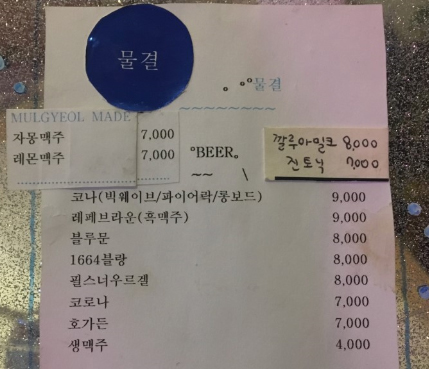 물결
물결
MULGYEOL MADE
자몽맥주 7,000
레몬맥주 7,000
BEER
깔루아밀크 8,000
진토닉 7,000
코나(빅웨이브/파이어락/롱보드) 9,000
레페브라운(흑맥주) 9,000
블루문 8,000
1664블랑 8,000
필스너우르겔 8,000
코로나 7,000
호가든 7,000
생맥주 4,000